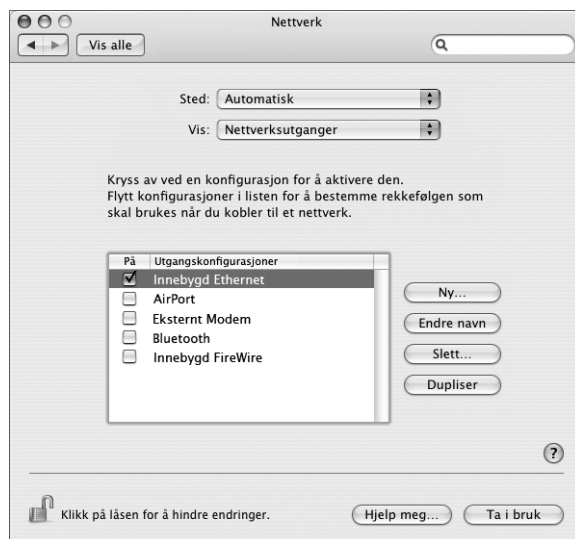 Nettverk
Vis alle
Sted: Automatisk
Vis: Nettverksutganger
Kryss av ved en konfigurasjon for å aktivere den.
Flytt konfigurasjoner i listen for å bestemme rekkefølgen som
skal brukes når du kobler til et nettverk.
På Utgangskonfigurasjoner
Innebygd Ethernet
AirPort
Eksternt Modem
Bluetooth
Innebygd FireWire
Ny...
Endre navn
Slett...
Dupliser
?
Klikk på låsen for å hindre endringer.
Hjelp meg... Ta i bruk